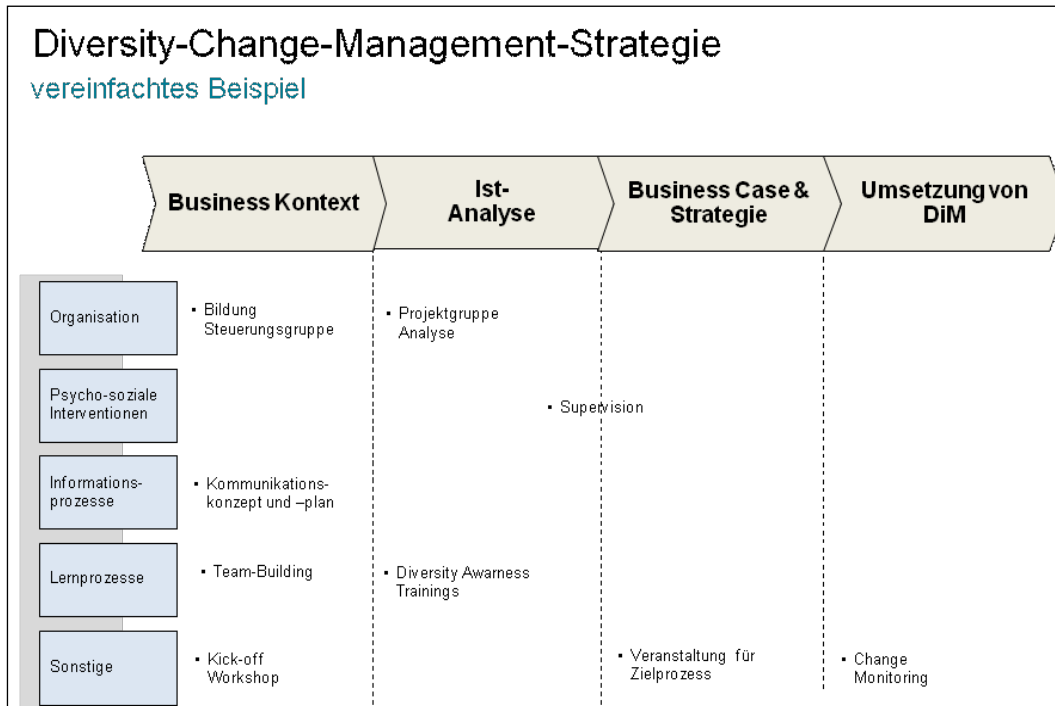 Diversity-Change-Management-Strategie
vereinfachtes Beispiel
Business Kontext
Ist-
Analyse
Business Case &
Strategie
Umsetzung von
DiM
Organisation
▪ Bildung
Steuerungsgruppe
▪ Projektgruppe
Analyse
Psycho-soziale
Interventionen
▪ Supervision
Informations-
prozesse
▪ Kommunikations-
konzept und –plan
Lernprozesse
▪ Team-Building
▪ Diversity Awarness
Trainings
Sonstige
▪ Kick-off
Workshop
▪ Veranstaltung für
Zielprozess
▪ Change
Monitoring